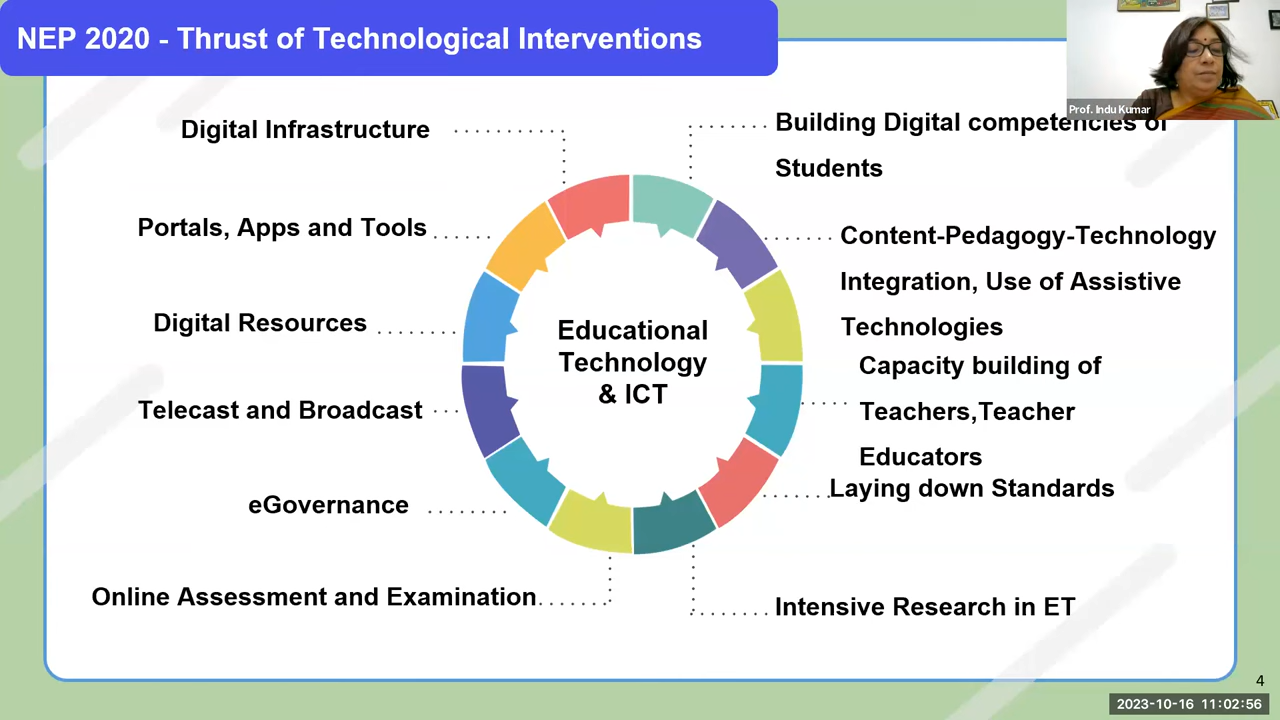 NEP 2020 - Thrust of Technological Interventions
Prof. Indu Kumar
Digital Infrastructure
Building Digital competencies of
Students
Portals, Apps and Tools
Content-Pedagogy-Technology
Integration, Use of Assistive
Technologies
Digital Resources
Educational
Technology
& ICT
Capacity building of
Teachers,Teacher
Educators
Telecast and Broadcast
Laying down Standards
eGovernance
Online Assessment and Examination
Intensive Research in ET
4
2023-10-16 11:02:56